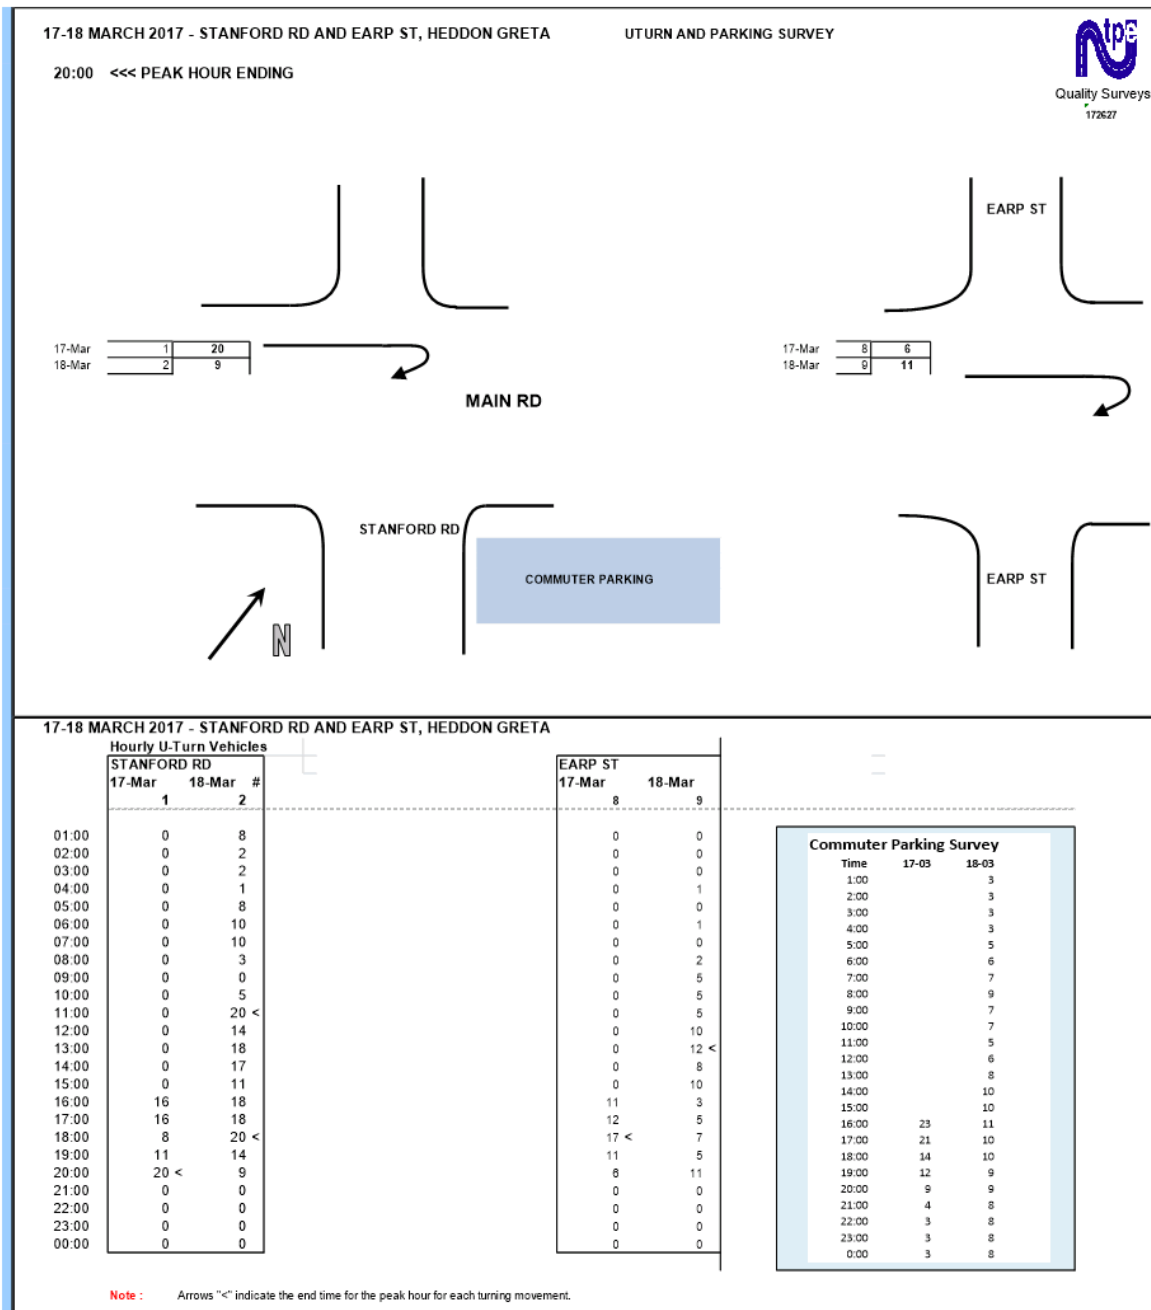 17-18 MARCH 2017 - STANFORD RD AND EARP ST, HEDDON GRETA UTURN AND PARKING SURVEY
tpe
20:00 <<< PEAK HOUR ENDING
Quality Surveys
172627
EARP ST
17-Mar 1 20 17-Mar 8 6
18-Mar 2 9 18-Mar 9 11
MAIN RD
STANFORD RD
COMMUTER PARKING EARP ST
N
17-18 MARCH 2017 - STANFORD RD AND EARP ST, HEDDON GRETA
Hourly U-Turn Vehicles
STANFORD RD EARP ST
17-Mar 18-Mar # 17-Mar 18-Mar
1 2 8 9
01:00 0 8 0 0
02:00 0 2 0 0
03:00 0 2 0 0
04:00 0 1 0 1
05:00 0 8 0 0
06:00 0 10 0 1
07:00 0 10 0 0
08:00 0 3 0 2
09:00 0 0 0 5
10:00 0 5 0 5
11:00 0 20 < 0 5
12:00 0 14 0 10
13:00 0 18 0 12 <
14:00 0 17 0 8
15:00 0 11 0 10
16:00 16 18 11 3
17:00 16 18 12 5
18:00 8 20 < 17 < 7
19:00 11 14 11 5
20:00 20 < 9 6 11
21:00 0 0 0 0
22:00 0 0 0 0
23:00 0 0 0 0
00:00 0 0 0 0
Commuter Parking Survey
Time 17-03 18-03
1:00 3
2:00 3
3:00 3
4:00 3
5:00 5
6:00 6
7:00 7
8:00 9
9:00 7
10:00 7
11:00 5
12:00 6
13:00 8
14:00 10
15:00 10
16:00 23 11
17:00 21 10
18:00 14 10
19:00 12 9
20:00 9 9
21:00 4 8
22:00 3 8
23:00 3 8
0:00 3 8
Note : Arrows "<" indicate the end time for the peak hour for each turning movement.